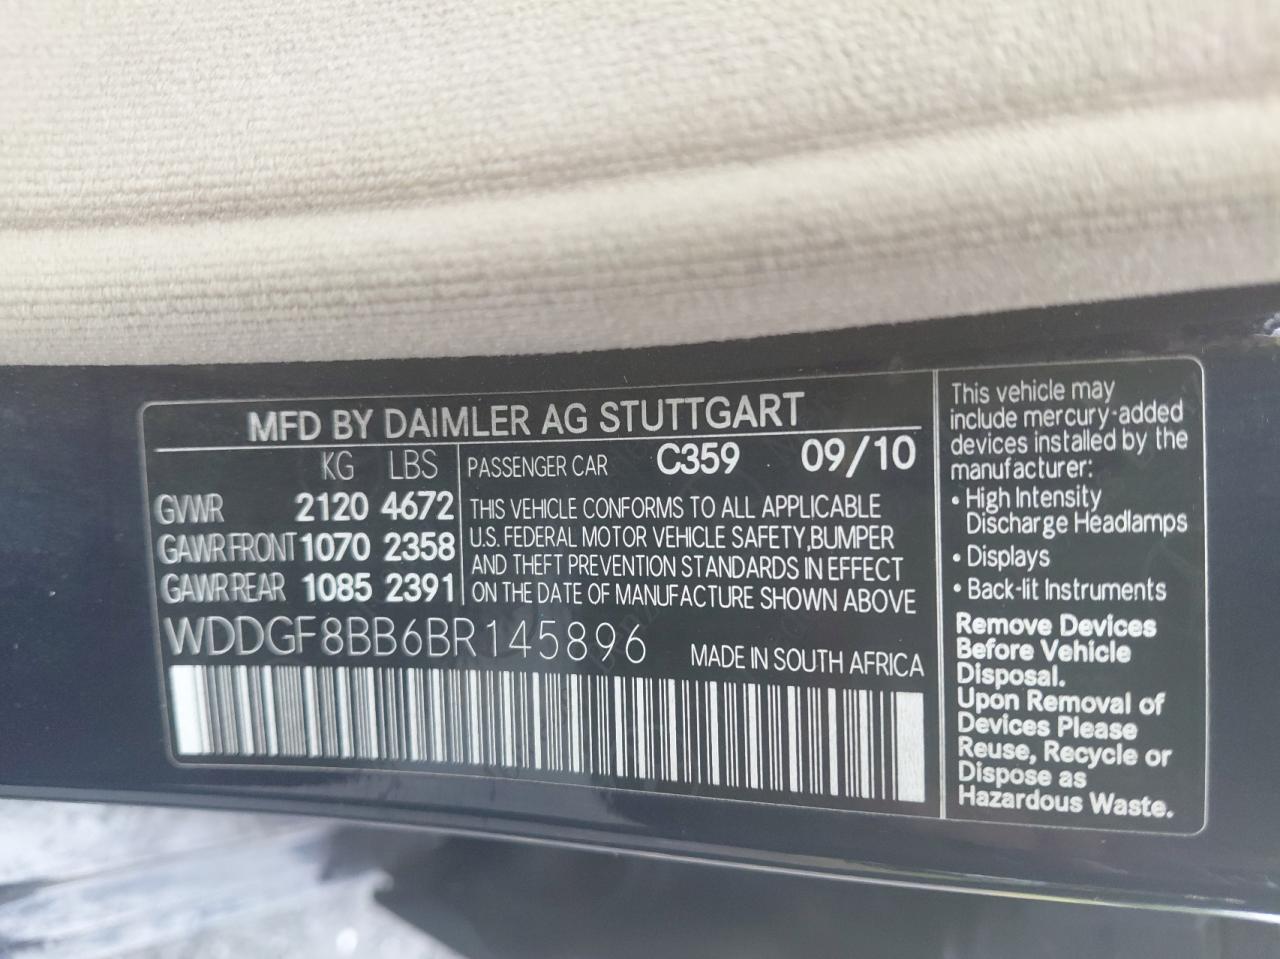 MFD BY DAIMLER AG STUTTGART
KG LBS
GVWR 2120 4672
GAWR FRONT 1070 2358
GAWR REAR 1085 2391
PASSENGER CAR C359 09/10
THIS VEHICLE CONFORMS TO ALL APPLICABLE
U.S. FEDERAL MOTOR VEHICLE SAFETY, BUMPER
AND THEFT PREVENTION STANDARDS IN EFFECT
ON THE DATE OF MANUFACTURE SHOWN ABOVE
WDDGF8BB6BR145896
MADE IN SOUTH AFRICA
This vehicle may
include mercury-added
devices installed by the
manufacturer:
• High Intensity
Discharge Headlamps
• Displays
• Back-lit Instruments
Remove Devices
Before Vehicle
Disposal.
Upon Removal of
Devices Please
Reuse, Recycle or
Dispose as
Hazardous Waste.